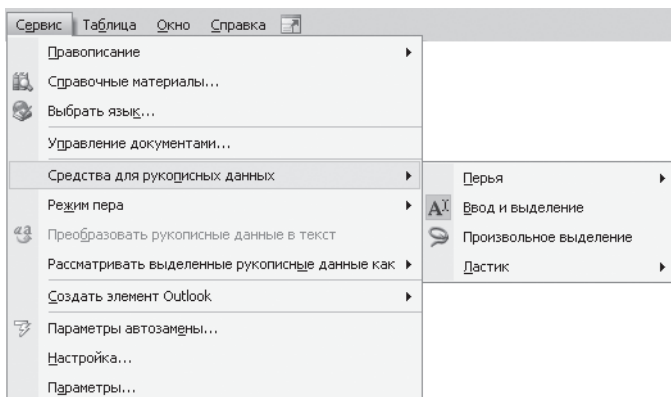 Сервис Таблица Окно Справка
Правописание
Справочные материалы...
Выбрать язык...
Управление документами...
Средства для рукописных данных
Режим пера
Преобразовать рукописные данные в текст
Рассматривать выделенные рукописные данные как
Создать элемент Outlook
Параметры автозамены...
Настройка...
Параметры...
Перья
Ввод и выделение
Произвольное выделение
Ластик